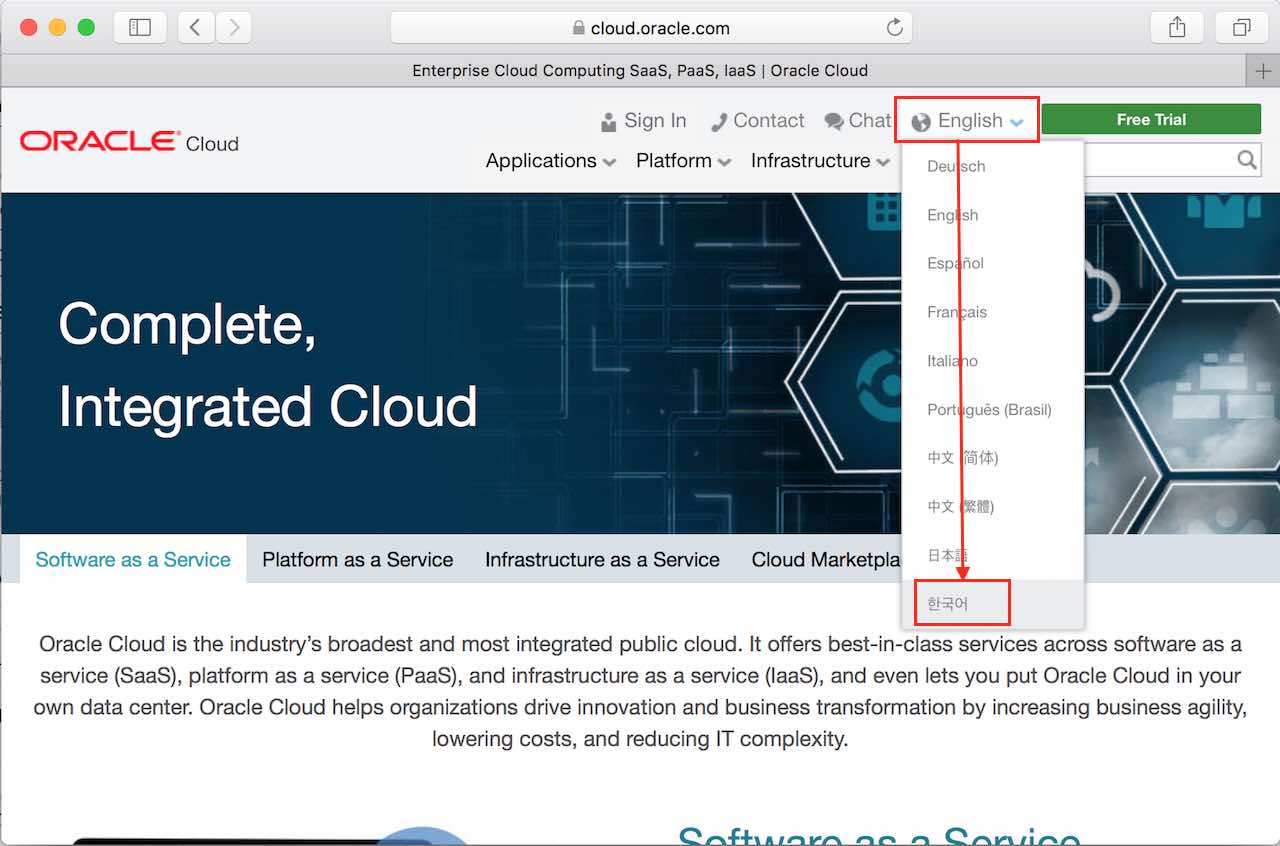 cloud.oracle.com
Enterprise Cloud Computing SaaS, PaaS, IaaS | Oracle Cloud
Sign In
Contact
Chat
English
Free Trial
ORACLE® Cloud
Applications
Platform
Infrastructure
Deutsch
English
Español
Français
Italiano
Português (Brasil)
中文 (简体)
中文 (繁體)
日本語
한국어
Complete,
Integrated Cloud
Software as a Service
Platform as a Service
Infrastructure as a Service
Cloud Marketpla
Oracle Cloud is the industry’s broadest and most integrated public cloud. It offers best-in-class services across software as a
service (SaaS), platform as a service (PaaS), and infrastructure as a service (IaaS), and even lets you put Oracle Cloud in your
own data center. Oracle Cloud helps organizations drive innovation and business transformation by increasing business agility,
lowering costs, and reducing IT complexity.
Software as a Service